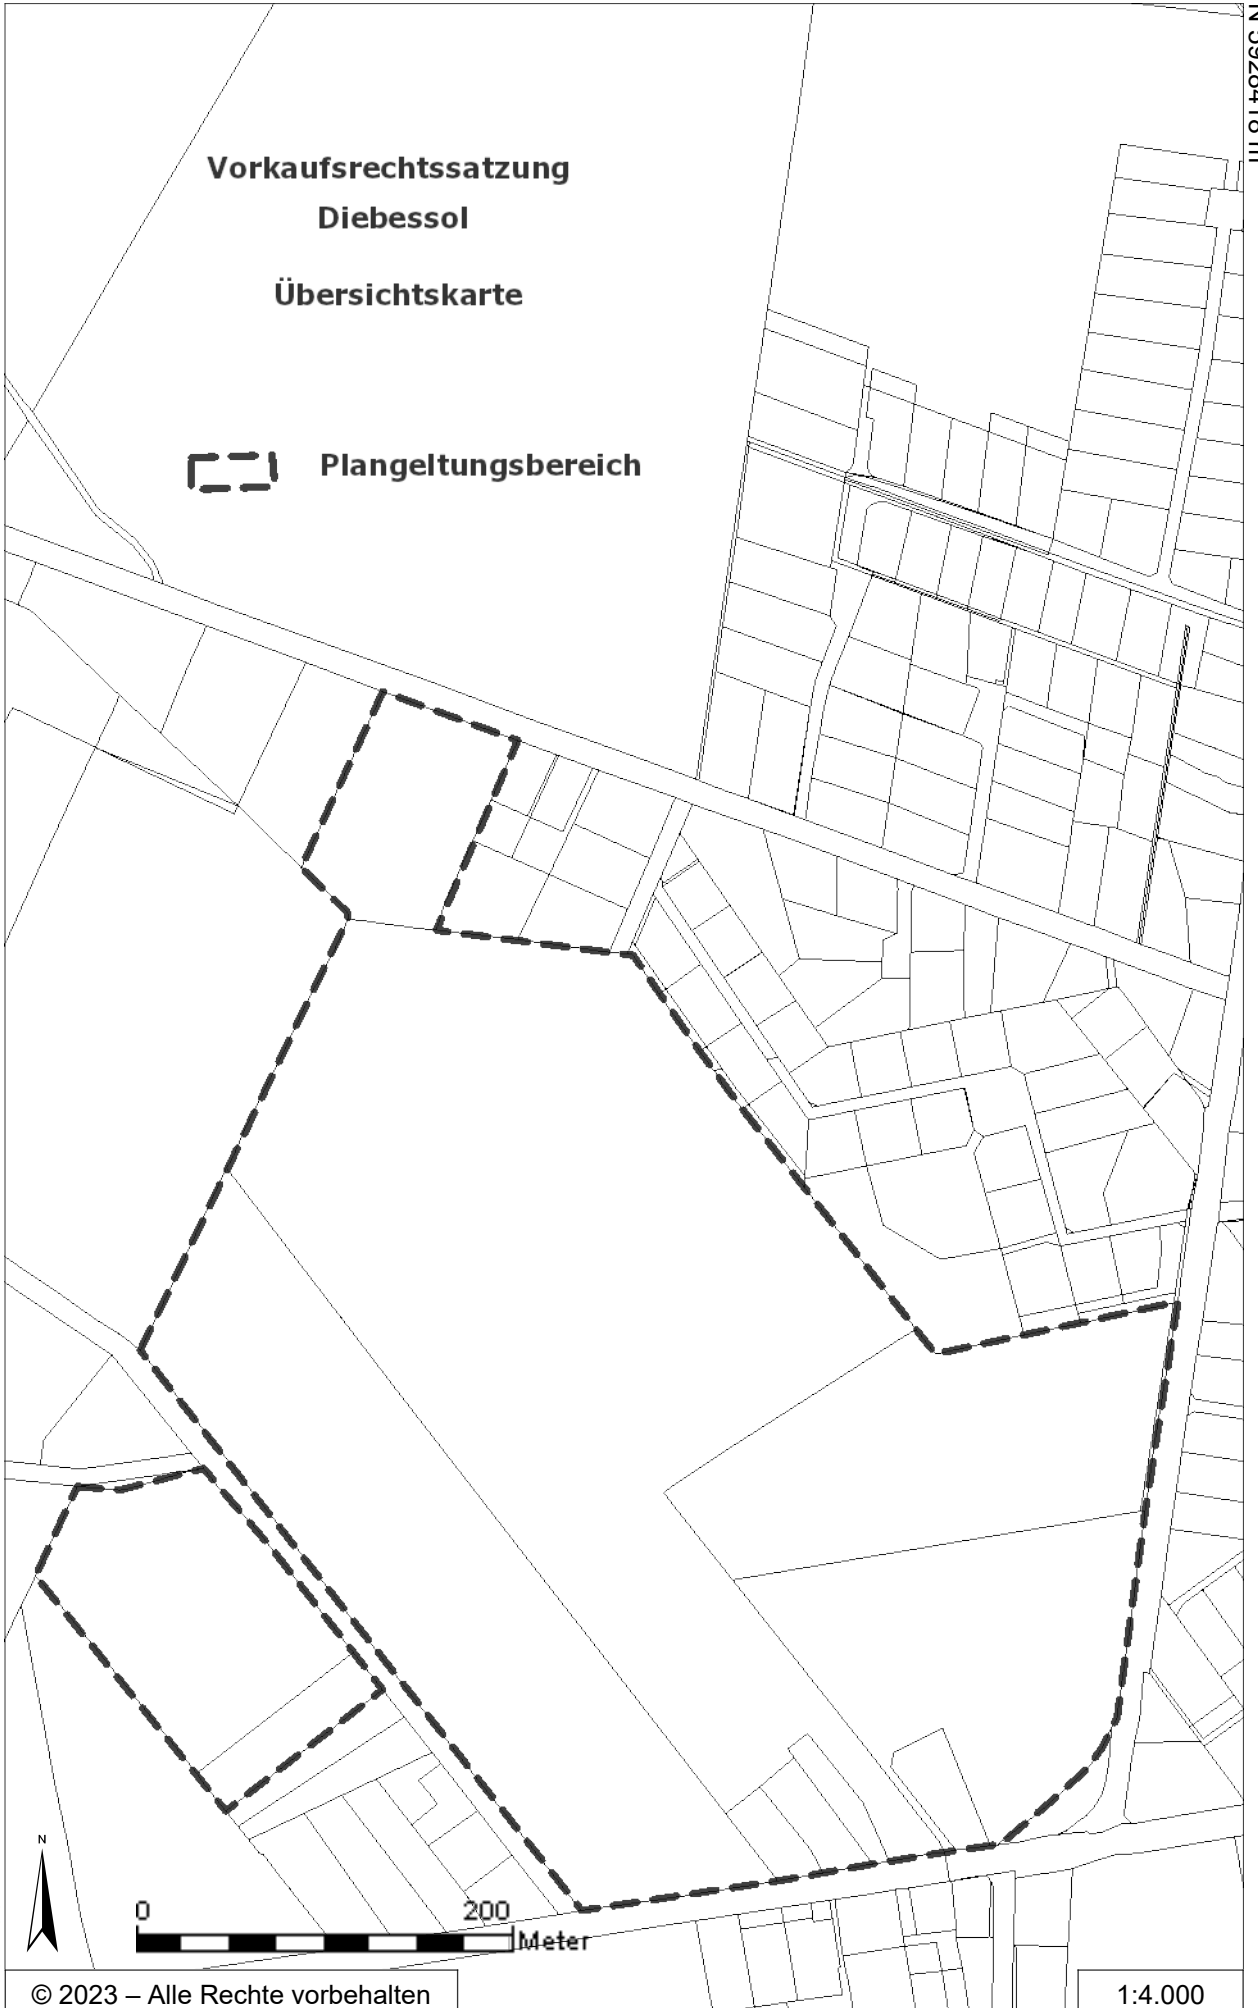 Vorkaufsrechtssatzung
Diebessol
Übersichtskarte
Plangeltungsbereich
N
0 200
Meter
© 2023 – Alle Rechte vorbehalten
1:4.000